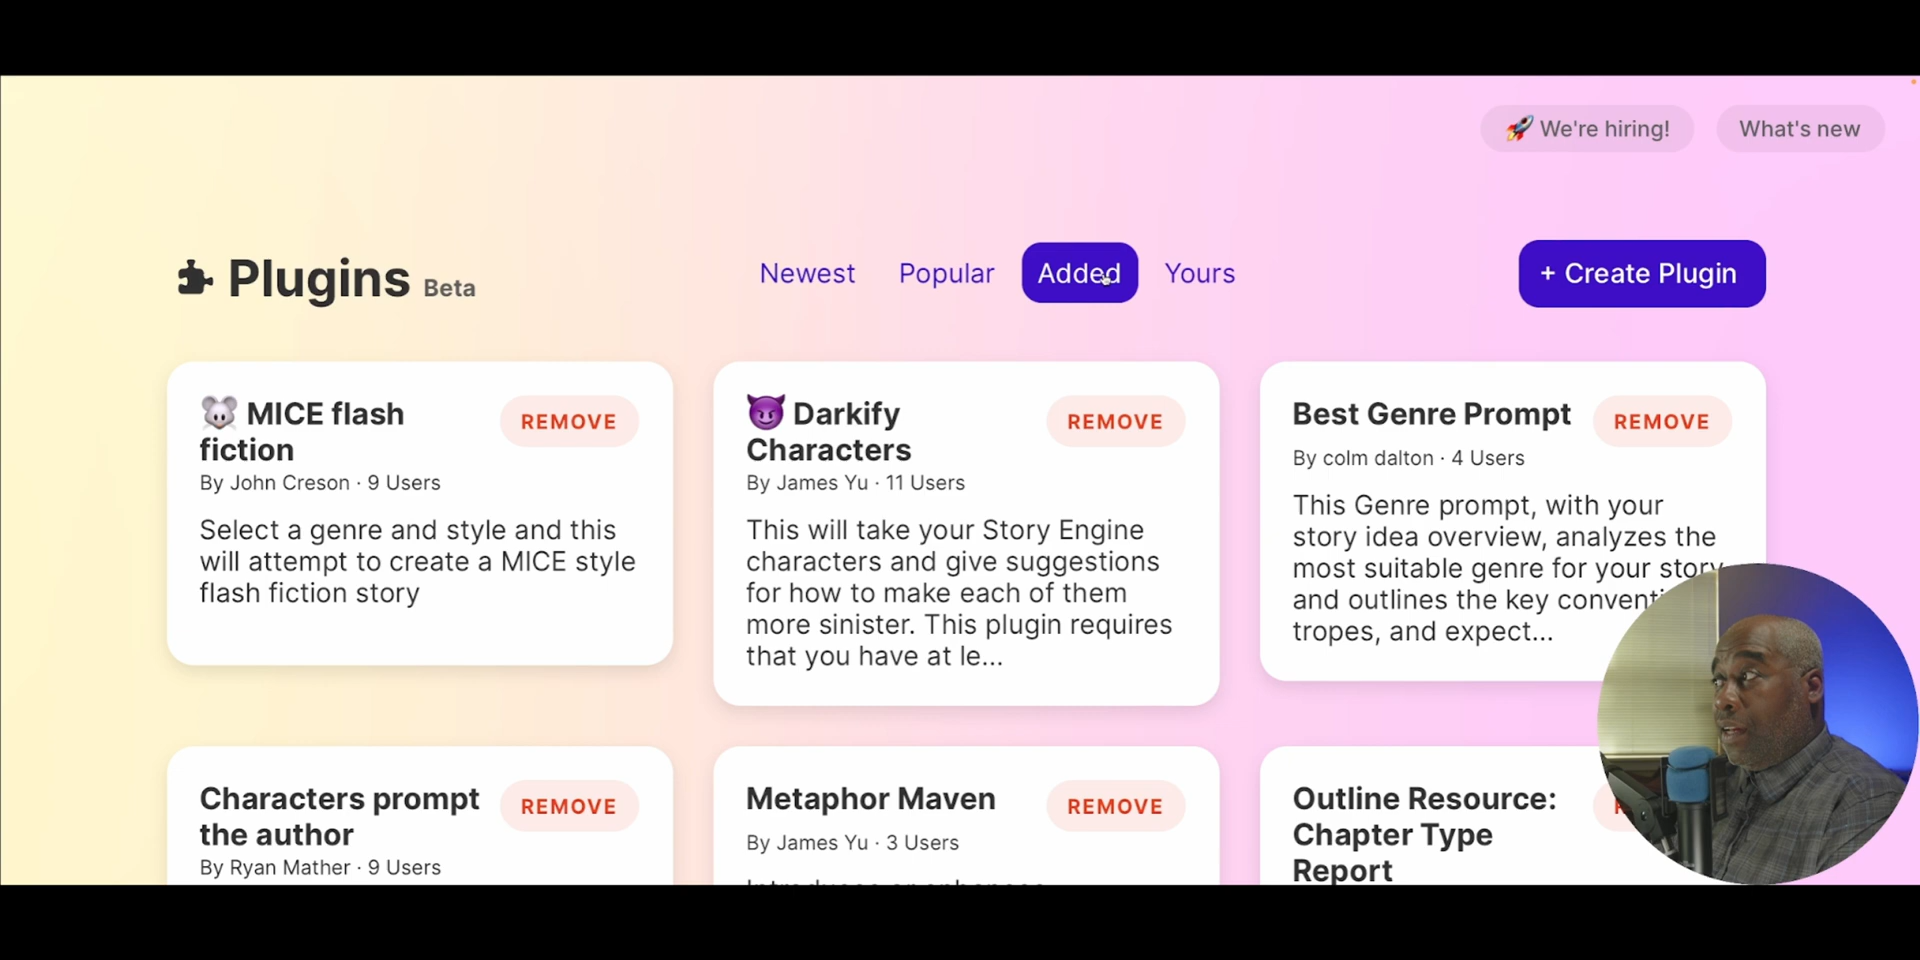 🚀 We're hiring!
What's new
Plugins Beta
Newest
Popular
Added
Yours
+ Create Plugin
🐭 MICE flash
fiction
REMOVE
By John Creson · 9 Users
Select a genre and style and this
will attempt to create a MICE style
flash fiction story
😈 Darkify
Characters
REMOVE
By James Yu · 11 Users
This will take your Story Engine
characters and give suggestions
for how to make each of them
more sinister. This plugin requires
that you have at le...
Best Genre Prompt
REMOVE
By colm dalton · 4 Users
This Genre prompt, with your
story idea overview, analyzes the
most suitable genre for your story
and outlines the key
tropes, and expect...
Characters prompt
the author
REMOVE
By Ryan Mather · 9 Users
Metaphor Maven
REMOVE
By James Yu · 3 Users
Outline Resource:
Chapter Type
Report